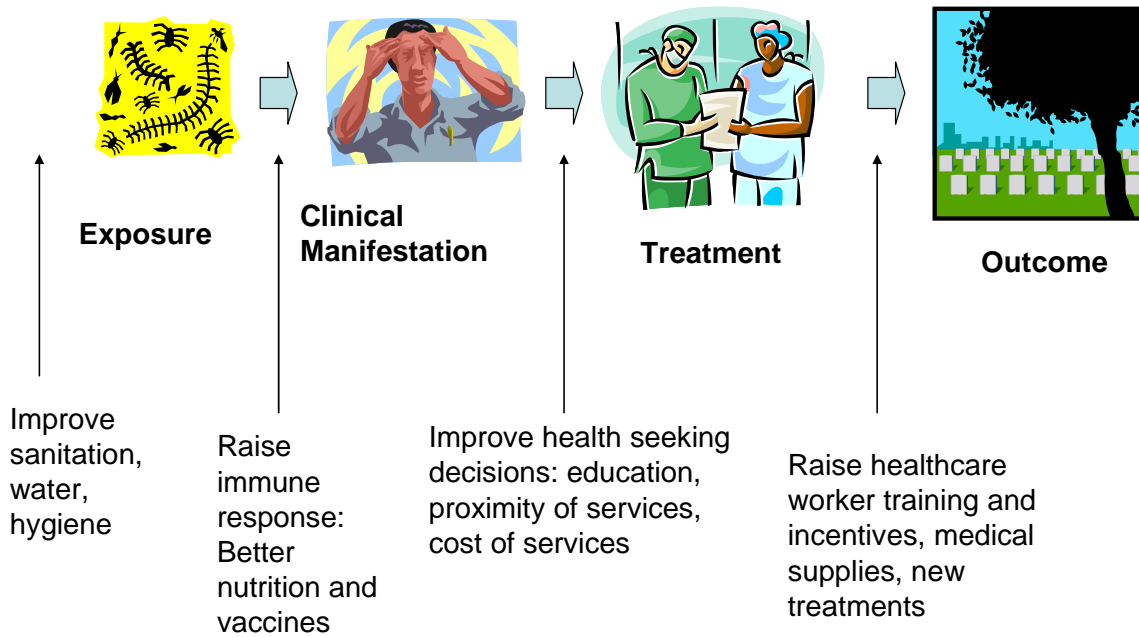 Exposure
Clinical
Manifestation
Treatment
Outcome
Improve
sanitation,
water,
hygiene
Raise
immune
response:
Better
nutrition and
vaccines
Improve health seeking
decisions: education,
proximity of services,
cost of services
Raise healthcare
worker training and
incentives, medical
supplies, new
treatments